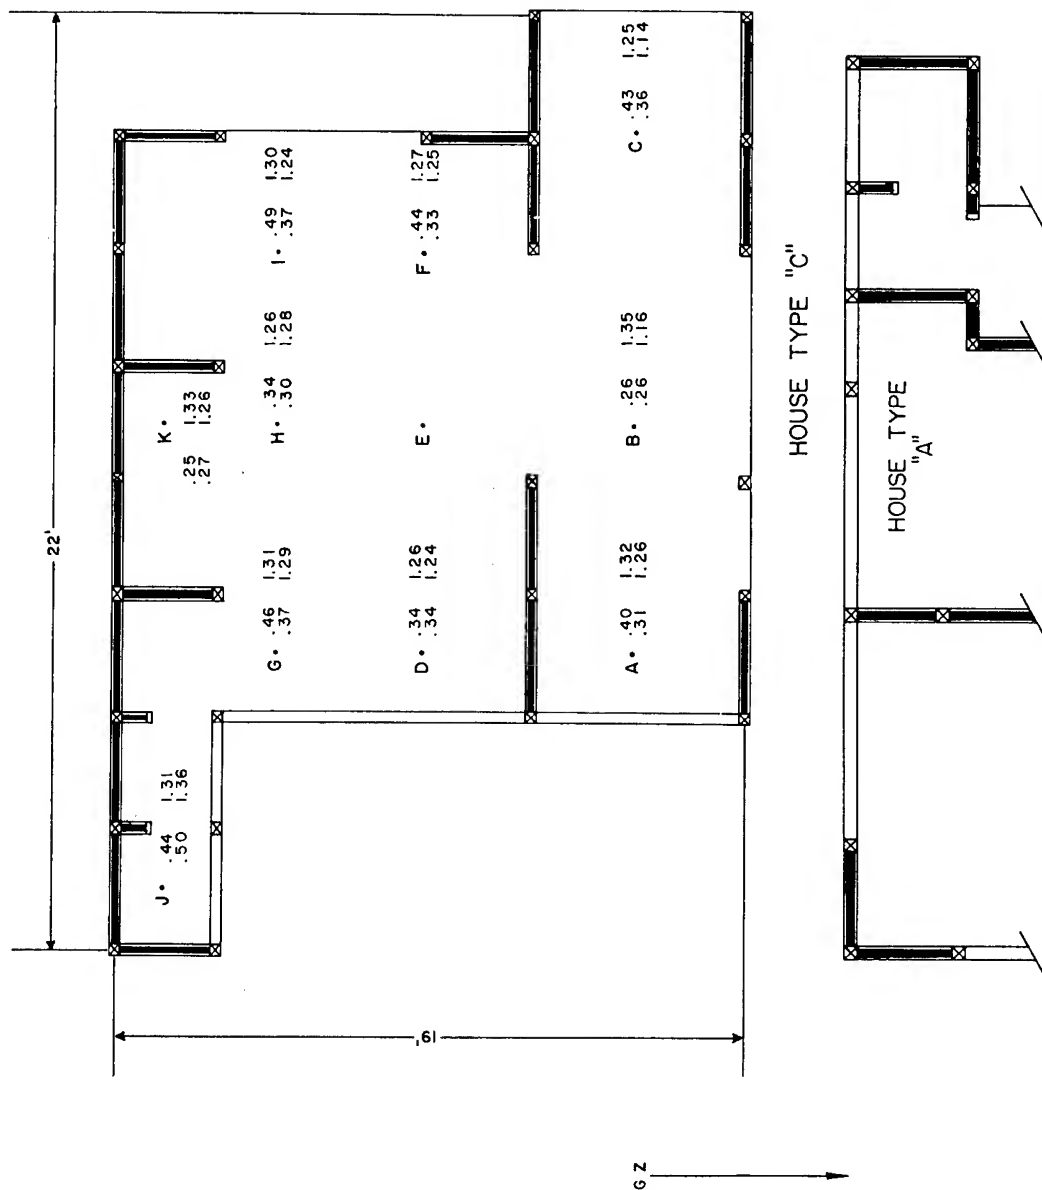 22'
J • .44 1.31
.50 1.36
K •
.25 1.33
.27 1.26
G • .46 1.31
.37 1.29
H • .34 1.26
.30 1.28
I • .49 1.30
.37 1.24
19'
D • .34 1.26
.34 1.24
E •
F • .44 1.27
.33 1.25
GZ
A • .40 1.32
.31 1.26
B • .26 1.35
.26 1.16
C • .43 1.25
.36 1.14
HOUSE TYPE "C"
HOUSE TYPE
"A"